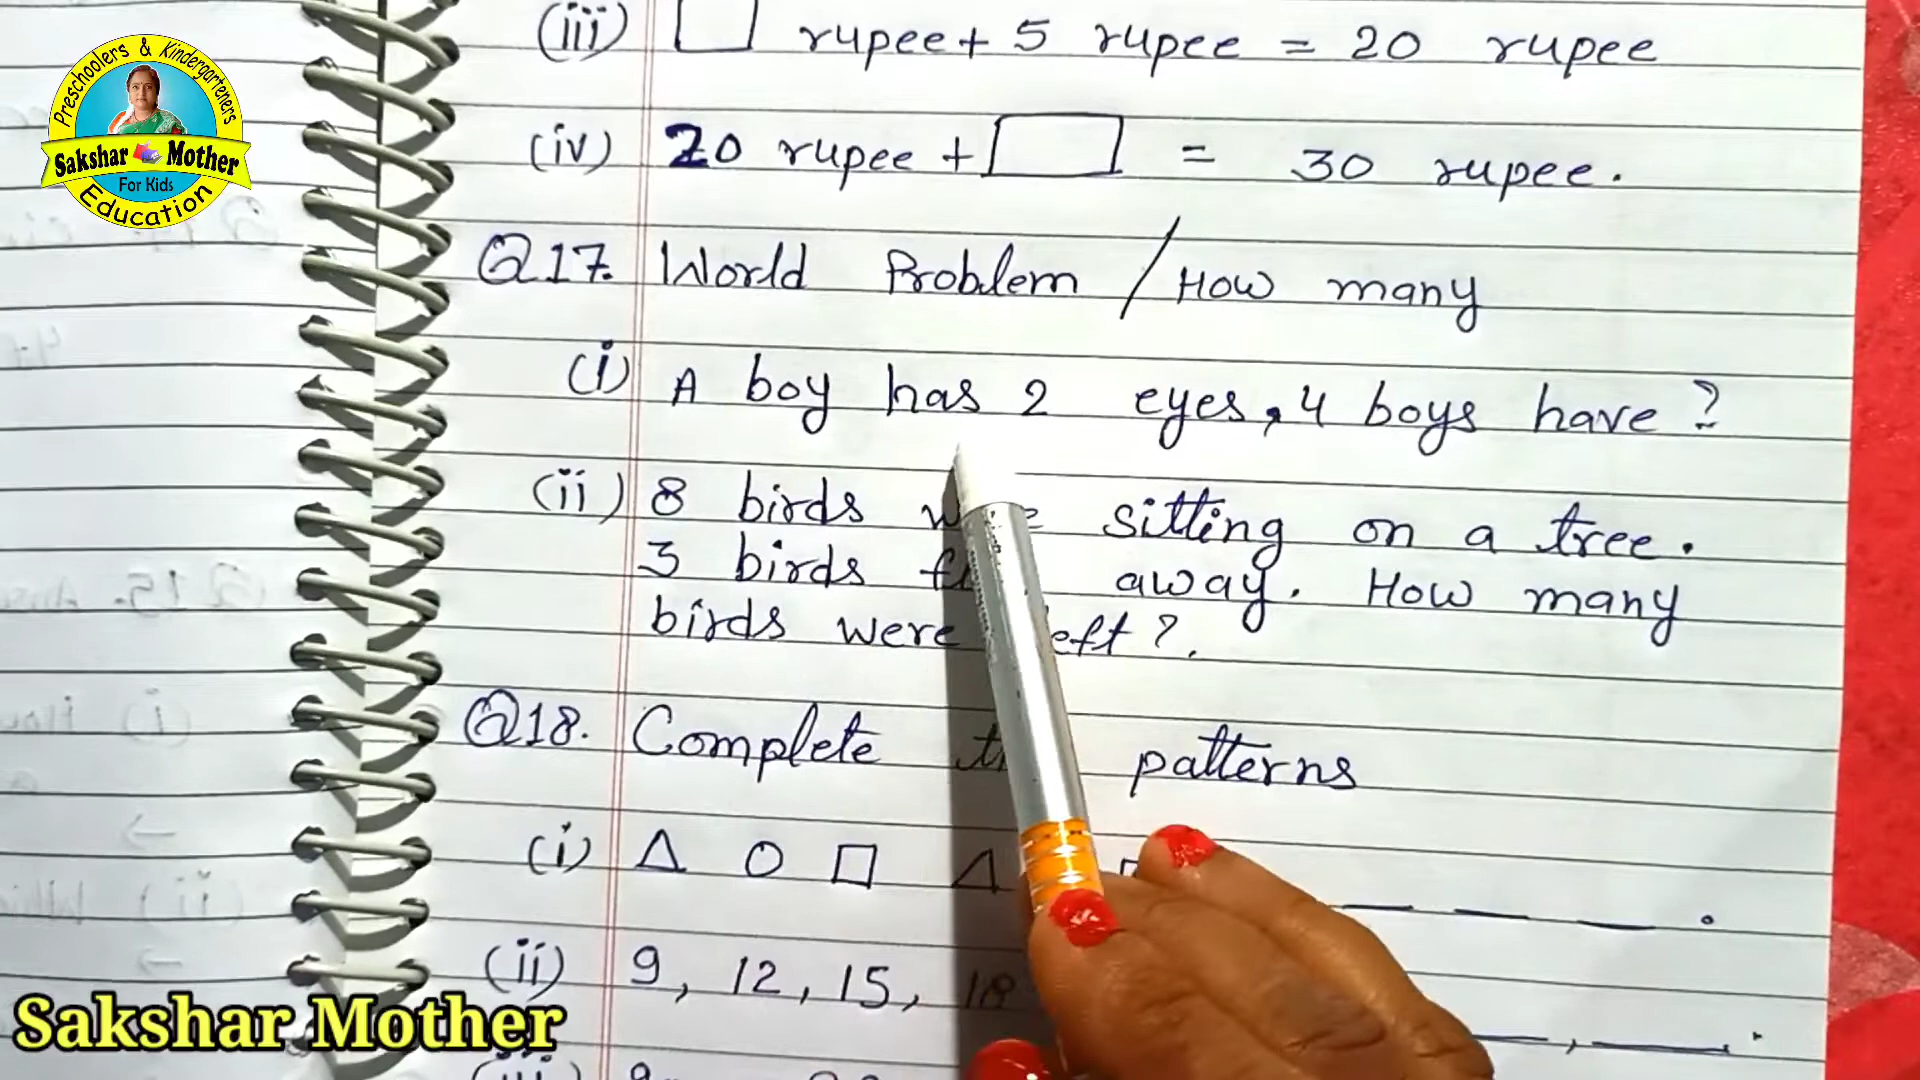 Preschoolers & Kindergarteners
Sakshar Mother
For Kids
Education
(iii) □ rupee + 5 rupee = 20 rupee
(iv) 20 rupee + □ = 30 rupee.
Q17. World Problem / How many
(i) A boy has 2 eyes, 4 boys have ?
(ii) 8 birds sitting on a tree.
3 birds away. How many
birds were left ?.
Q18. Complete patterns
(i) △ ○ □ △ _ _ _ .
(ii) 9, 12, 15, 18 _, _ .
Sakshar Mother
(iii)